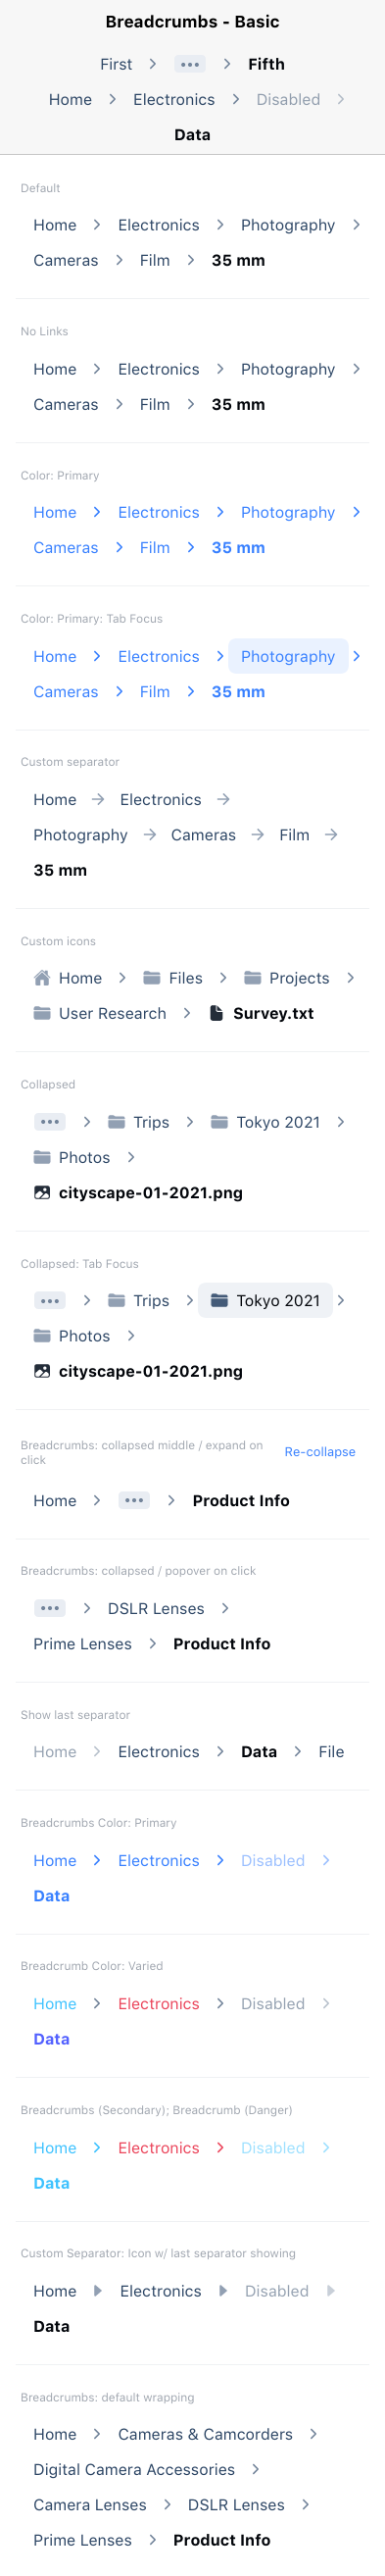 Breadcrumbs - Basic
First Fifth
Home Electronics Disabled
Data
Default
Home Electronics Photography
Cameras Film 35 mm
No Links
Home Electronics Photography
Cameras Film 35 mm
Color: Primary
Home Electronics Photography
Cameras Film 35 mm
Color: Primary: Tab Focus
Home Electronics Photography
Cameras Film 35 mm
Custom separator
Home Electronics
Photography Cameras Film
35 mm
Custom icons
Home Files Projects
User Research Survey.txt
Collapsed
Trips Tokyo 2021
Photos
cityscape-01-2021.png
Collapsed: Tab Focus
Trips Tokyo 2021
Photos
cityscape-01-2021.png
Breadcrumbs: collapsed middle / expand on
click
Re-collapse
Home Product Info
Breadcrumbs: collapsed / popover on click
DSLR Lenses
Prime Lenses Product Info
Show last separator
Home Electronics Data File
Breadcrumbs Color: Primary
Home Electronics Disabled
Data
Breadcrumb Color: Varied
Home Electronics Disabled
Data
Breadcrumbs (Secondary); Breadcrumb (Danger)
Home Electronics Disabled
Data
Custom Separator: Icon w/ last separator showing
Home Electronics Disabled
Data
Breadcrumbs: default wrapping
Home Cameras & Camcorders
Digital Camera Accessories
Camera Lenses DSLR Lenses
Prime Lenses Product Info